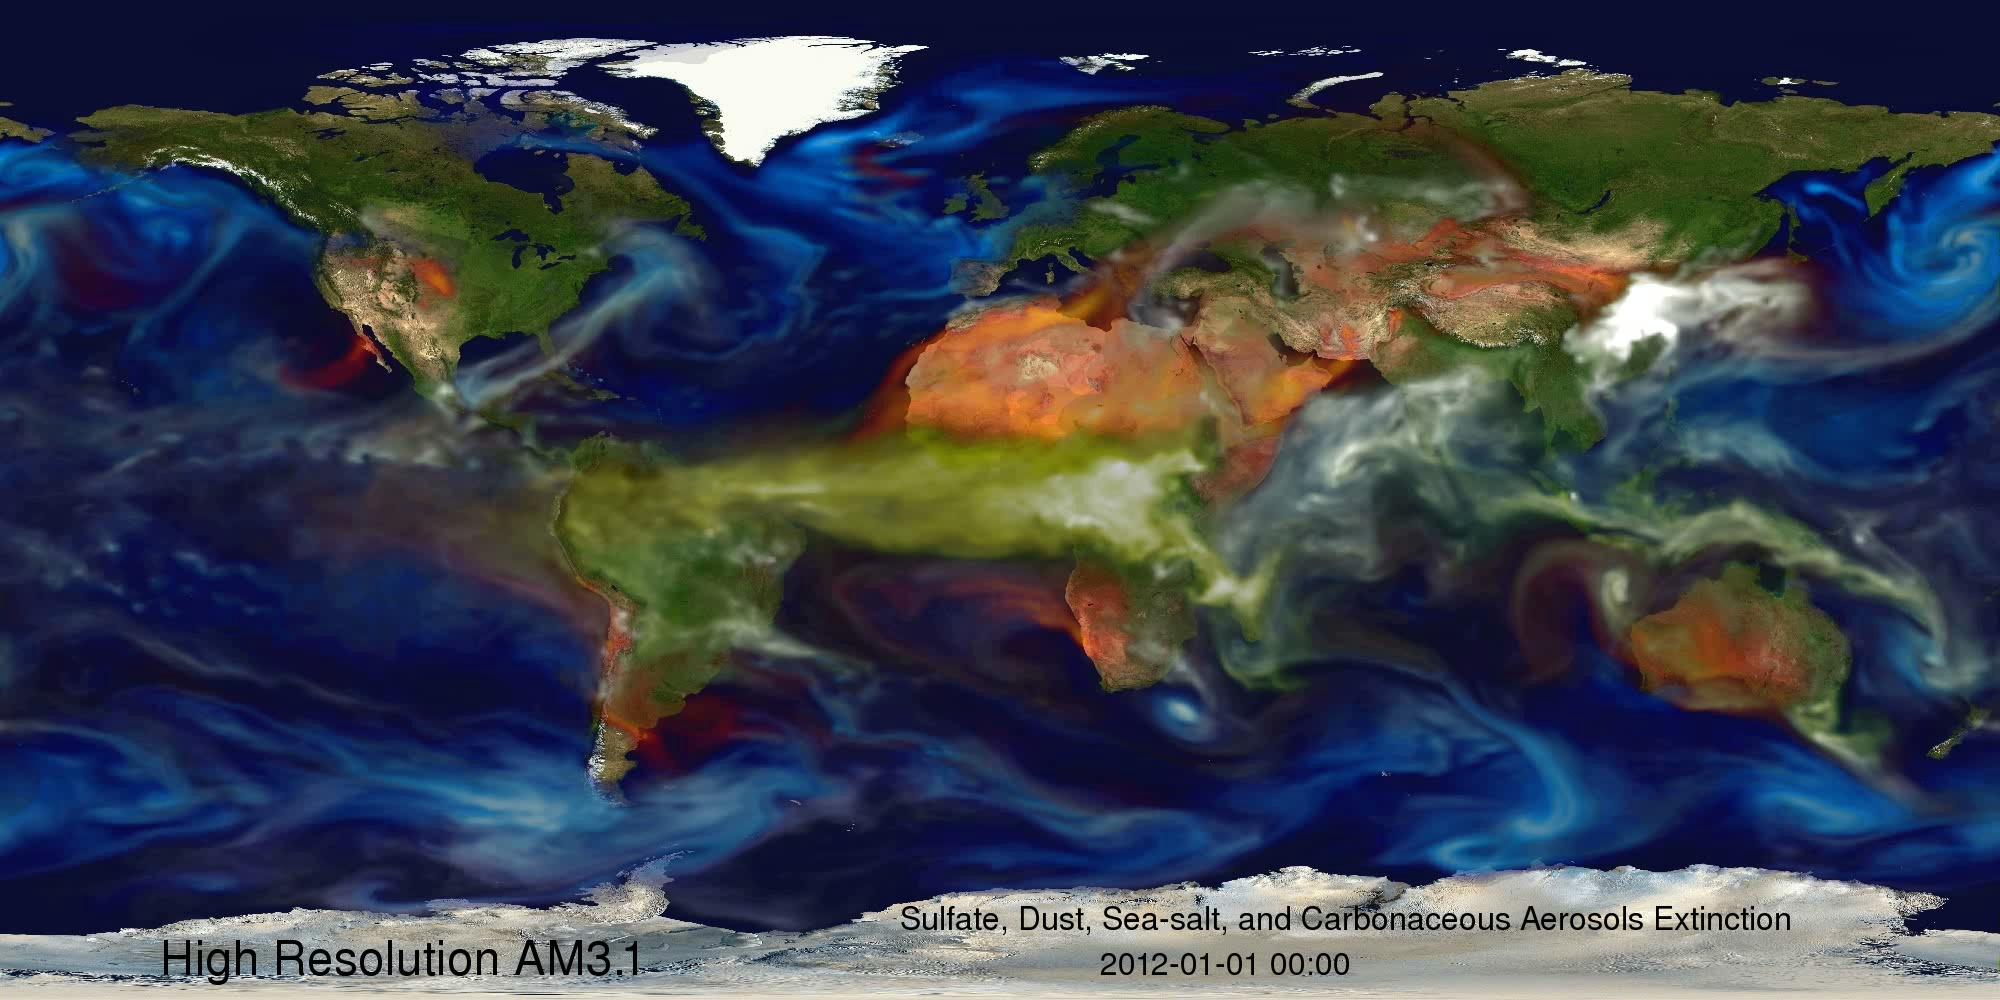 Sulfate, Dust, Sea-salt, and Carbonaceous Aerosols Extinction
High Resolution AM3.1
2012-01-01 00:00